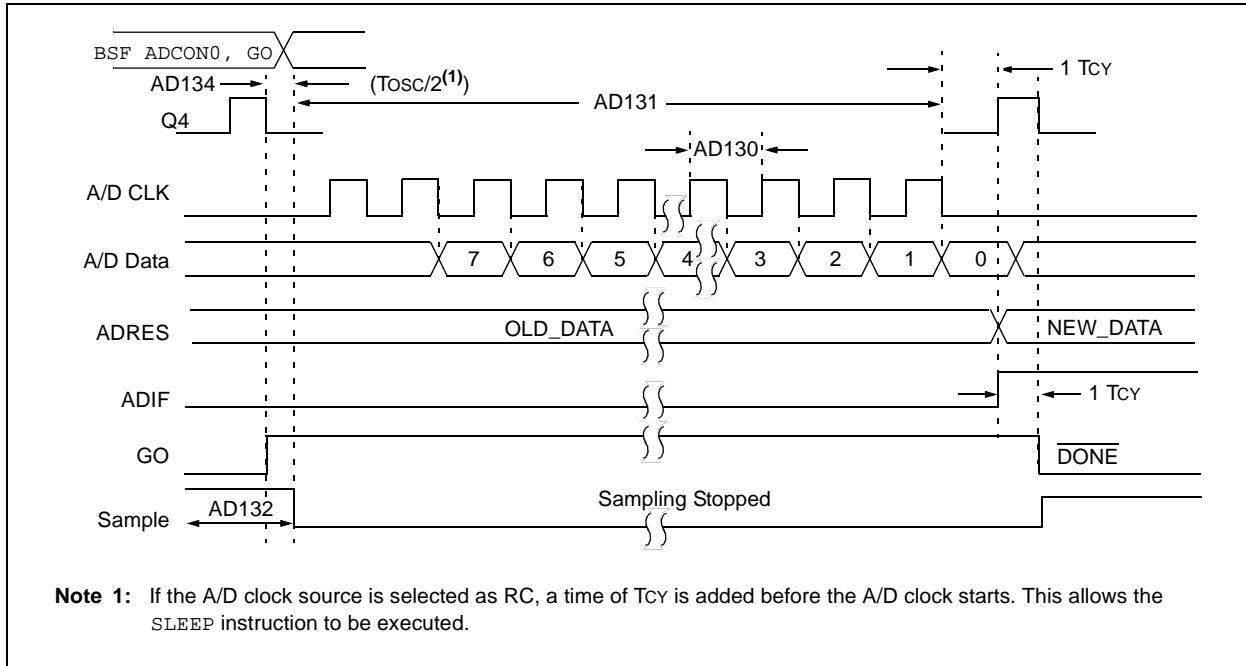 BSF ADCON0, GO
AD134 (TOSC/2(1)) 1 TCY
AD131
Q4
AD130
A/D CLK
A/D Data 7 6 5 4 3 2 1 0
ADRES OLD_DATA NEW_DATA
ADIF 1 TCY
GO DONE
Sampling Stopped
AD132
Sample
Note 1: If the A/D clock source is selected as RC, a time of TCY is added before the A/D clock starts. This allows the
SLEEP instruction to be executed.